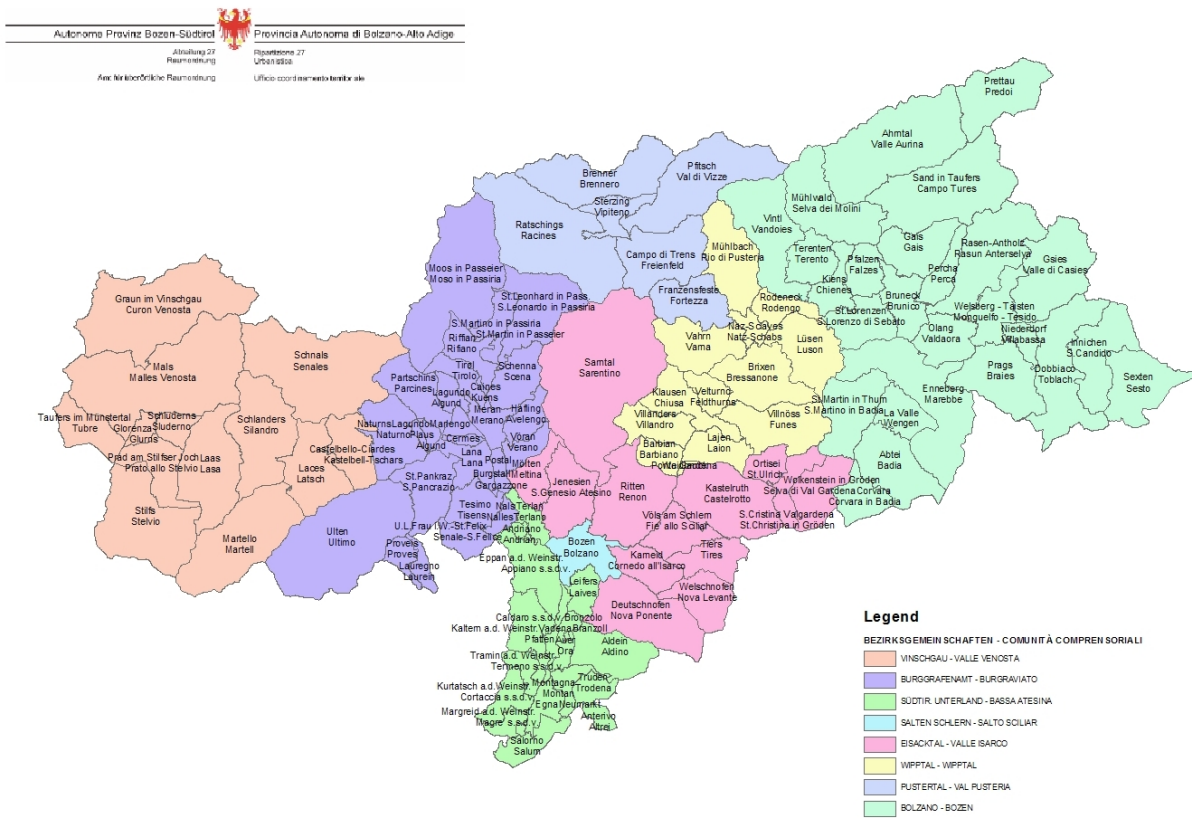 Autonome Provinz Bozen-Südtirol
Provincia Autonoma di Bolzano-Alto Adige
Abteilung 27
Raumordnung
Ripartizione 27
Urbanistica
Amt für überörtliche Raumordnung
Ufficio coordinamento territoriale
Prettau
Predoi
Ahrntal
Valle Aurina
Sand in Taufers
Campo Tures
Mühlwald
Selva dei Molini
Pfitsch
Val di Vizze
Brenner
Brennero
Sterzing
Vipiteno
Ratschings
Racines
Vintl
Vandoies
Gais
Gais
Rasen-Antholz
Rasun Anterselva
Gsies
Valle di Casies
Terenten
Terento
Pfalzen
Falzes
Percha
Perca
Kiens
Chienes
Mühlbach
Rio di Pusteria
Campo di Trens
Freienfeld
Franzensfeste
Fortezza
Rodeneck
Rodengo
Bruneck
Brunico
St.Lorenzen
S.Lorenzo di Sebato
Welsberg - Taisten
Monguelfo - Tesido
Olang
Valdaora
Niederdorf
Villabassa
Innichen
S.Candido
Dobbiaco
Toblach
Sexten
Sesto
Prags
Braies
Enneberg
Marebbe
Moos in Passeier
Moso in Passiria
St.Leonhard in Pass.
S.Leonardo in Passiria
S.Martino in Passiria
St.Martin in Passeier
Riffian
Rifiano
Graun im Vinschgau
Curon Venosta
Schnals
Senales
Mals
Malles Venosta
Partschins
Parcines
Tirol
Tirolo
Lagundo
Algund
Caines
Kuens
Schenna
Scena
Meran
Merano
Hafling
Avelengo
Sarntal
Sarentino
Vahrn
Varna
Naz-Sciaves
Natz-Schabs
Lüsen
Luson
Brixen
Bressanone
Klausen
Chiusa
Velturno
Feldthurns
Villanders
Villandro
Villnöss
Funes
Barbian
Barbiano
Lajen
Laion
St.Martin in Thurn
S.Martino in Badia
La Valle
Wengen
Abtei
Badia
Corvara
Corvara in Badia
Taufers im Münstertal
Tubre
Schluderns
Sluderno
Glorenza
Glurns
Schlanders
Silandro
Prad am Stilfser Joch
Prato allo Stelvio
Laas
Lasa
Laces
Latsch
Castelbello-Ciardes
Kastelbell-Tschars
Naturns
Naturno
Lagundo
Algund
Plaus
Marlengo
Cermes
Lana
Lana
Postal
Burgstall
Gargazzone
Vöran
Verano
Mölten
Meltina
Jenesien
S.Genesio Atesino
Ritten
Renon
Ortisei
St.Ulrich
Wolkenstein in Gröden
Selva di Val Gardena
Kastelruth
Castelrotto
S.Cristina Valgardena
St.Christina in Gröden
Völs am Schlern
Fie' allo Sciliar
Tiers
Tires
Stilfs
Stelvio
Martello
Martell
Ulten
Ultimo
St.Pankraz
S.Pancrazio
Tesimo
Tisens
U.L.Frau i.W.-St.Felix
Senale-S.Felice
Proveis
Proves
Lauregno
Laurein
Nals
Nalles
Terlan
Terlano
Andriano
Andrian
Eppan a.d. Weinstr.
Appiano s.s.d.v.
Bozen
Bolzano
Karneid
Cornedo all'Isarco
Welschnofen
Nova Levante
Deutschnofen
Nova Ponente
Leifers
Laives
Caldaro s.s.d.v.
Kaltern a.d. Weinstr.
Bronzolo
Branzoll
Vadena
Pfatten
Auer
Ora
Aldein
Aldino
Tramin a.d. Weinstr.
Termeno s.s.d.v.
Truden
Trodena
Montagna
Montan
Kurtatsch a.d. Weinstr.
Cortaccia s.s.d.v.
Egna
Neumarkt
Margreid a.d. Weinstr.
Magre' s.s.d.v.
Anterivo
Altrei
Salorno
Salurn
Legend
BEZIRKSGEMEINSCHAFTEN - COMUNITÀ COMPRENSORIALI
VINSCHGAU - VALLE VENOSTA
BURGGRAFENAMT - BURGRAVIATO
SÜDTIR. UNTERLAND - BASSA ATESINA
SALTEN SCHLERN - SALTO SCILIAR
EISACKTAL - VALLE ISARCO
WIPPTAL - WIPPTAL
PUSTERTAL - VAL PUSTERIA
BOLZANO - BOZEN